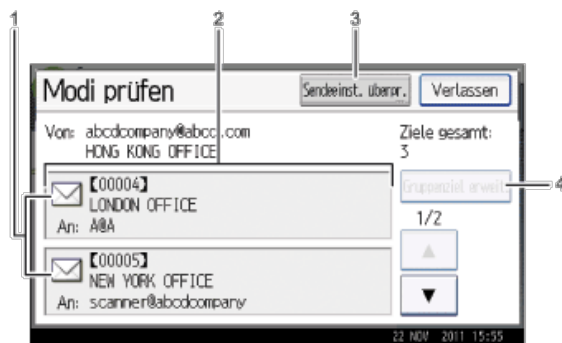 1 2 3
Modi prüfen
Sendeeinst. überpr.
Verlassen
Von: abcdcompany@abcc.com
HONG KONG OFFICE
Ziele gesamt:
3
【00004】
LONDON OFFICE
An: A@A
Gruppenziel erweit.
4
1/2
1
【00005】
NEW YORK OFFICE
An: scanner@abcdcompany
▲
▼
22 NOV 2011 15:55